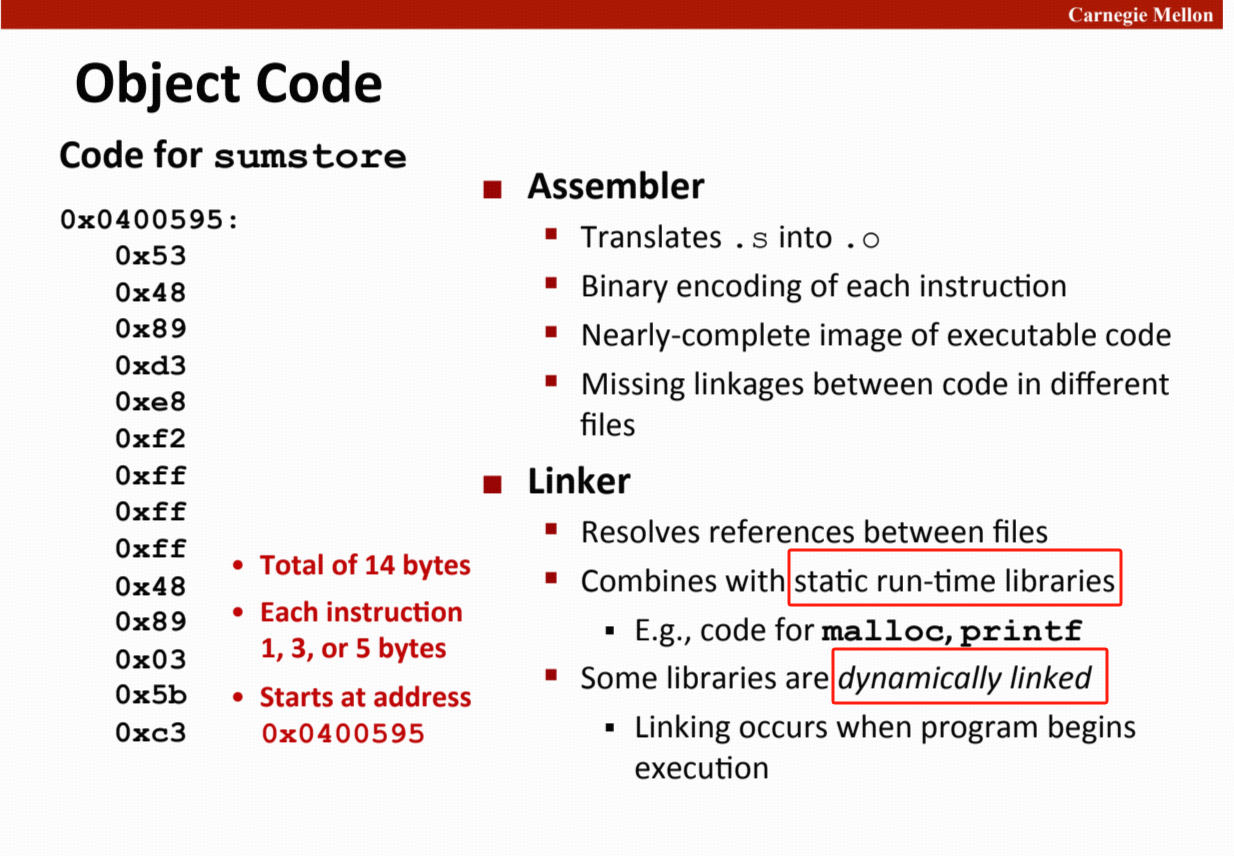 Carnegie Mellon
Object Code
Code for sumstore
0x0400595:
0x53
0x48
0x89
0xd3
0xe8
0xf2
0xff
0xff
0xff
0x48
0x89
0x03
0x5b
0xc3
• Total of 14 bytes
• Each instruction
1, 3, or 5 bytes
• Starts at address
0x0400595
■ Assembler
▪ Translates .s into .o
▪ Binary encoding of each instruction
▪ Nearly-complete image of executable code
▪ Missing linkages between code in different
files
■ Linker
▪ Resolves references between files
▪ Combines with static run-time libraries
▪ E.g., code for malloc, printf
▪ Some libraries are dynamically linked
▪ Linking occurs when program begins
execution